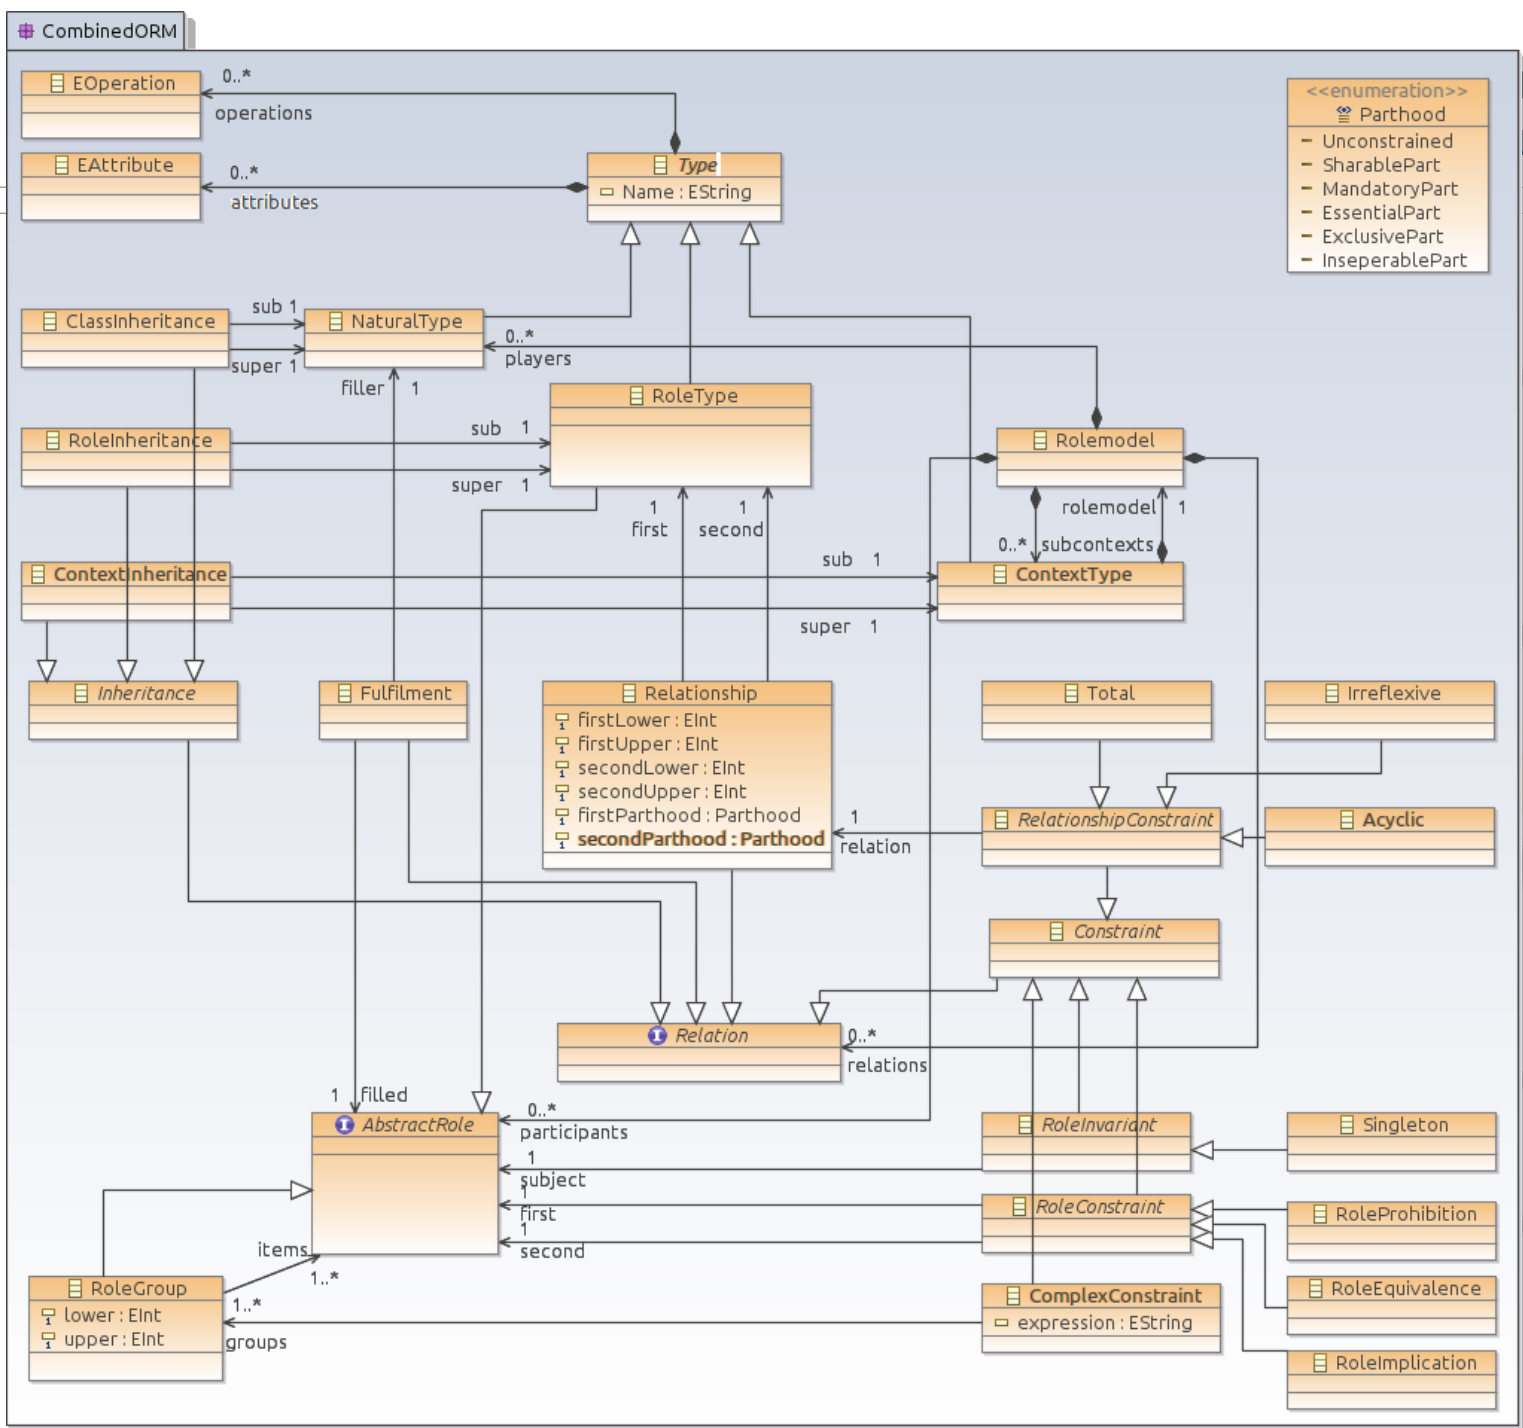 CombinedORM
EOperation
0..*
operations
<<enumeration>>
Parthood
Unconstrained
SharablePart
MandatoryPart
EssentialPart
ExclusivePart
InseperablePart
EAttribute
0..*
attributes
Type
Name : EString
ClassInheritance
sub 1
super 1
NaturalType
0..*
players
filler 1
RoleType
RoleInheritance
sub 1
super 1
Rolemodel
1
first
1
second
rolemodel 1
0..* subcontexts
ContextInheritance
sub 1
super 1
ContextType
Inheritance
Fulfilment
Relationship
firstLower : EInt
firstUpper : EInt
secondLower : EInt
secondUpper : EInt
firstParthood : Parthood
secondParthood : Parthood
Total
Irreflexive
1
relation
RelationshipConstraint
Acyclic
Constraint
Relation
0..*
relations
1 filled
AbstractRole
0..*
participants
1
subject
1
first
1
second
RoleInvariant
Singleton
RoleConstraint
RoleProhibition
items
1..*
RoleGroup
lower : EInt
upper : EInt
1..*
groups
ComplexConstraint
expression : EString
RoleEquivalence
RoleImplication